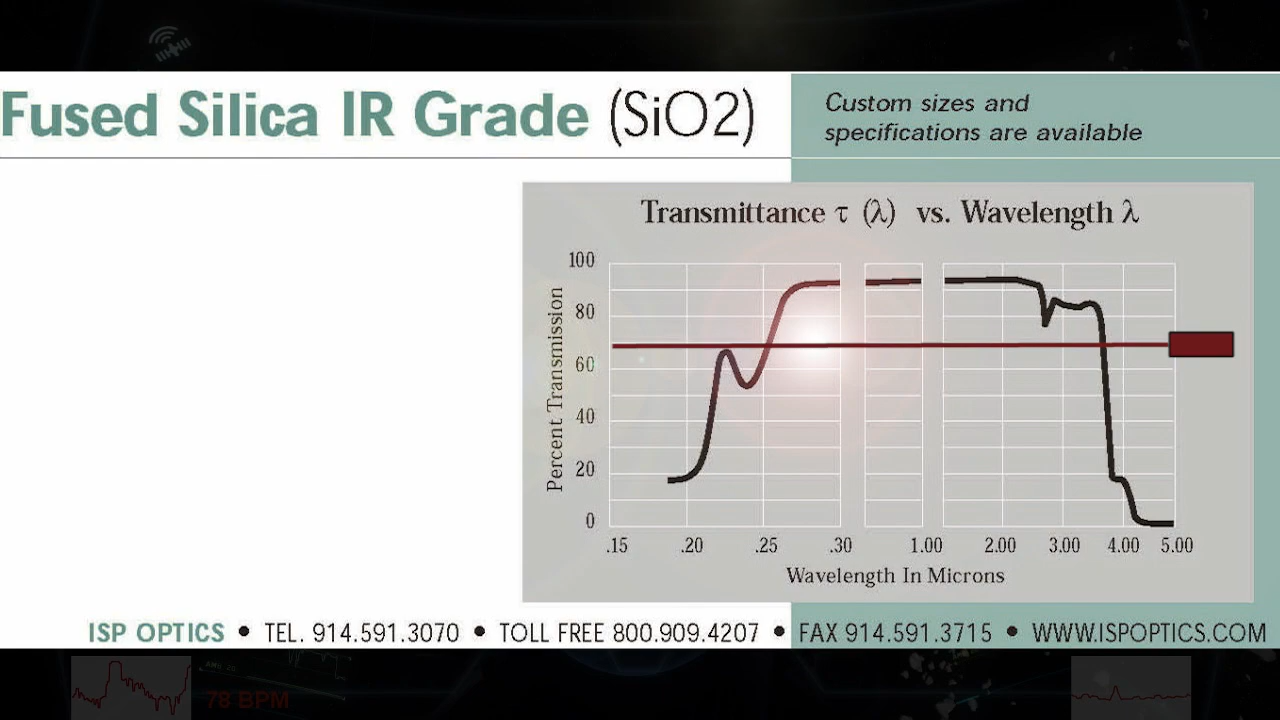 Fused Silica IR Grade (SiO2)
Custom sizes and
specifications are available
Transmittance τ (λ) vs. Wavelength λ
Percent Transmission
100
80
60
40
20
0
.15 .20 .25 .30 1.00 2.00 3.00 4.00 5.00
Wavelength In Microns
ISP OPTICS • TEL. 914.591.3070 • TOLL FREE 800.909.4207 • FAX 914.591.3715 • WWW.ISPOPTICS.COM
78 BPM